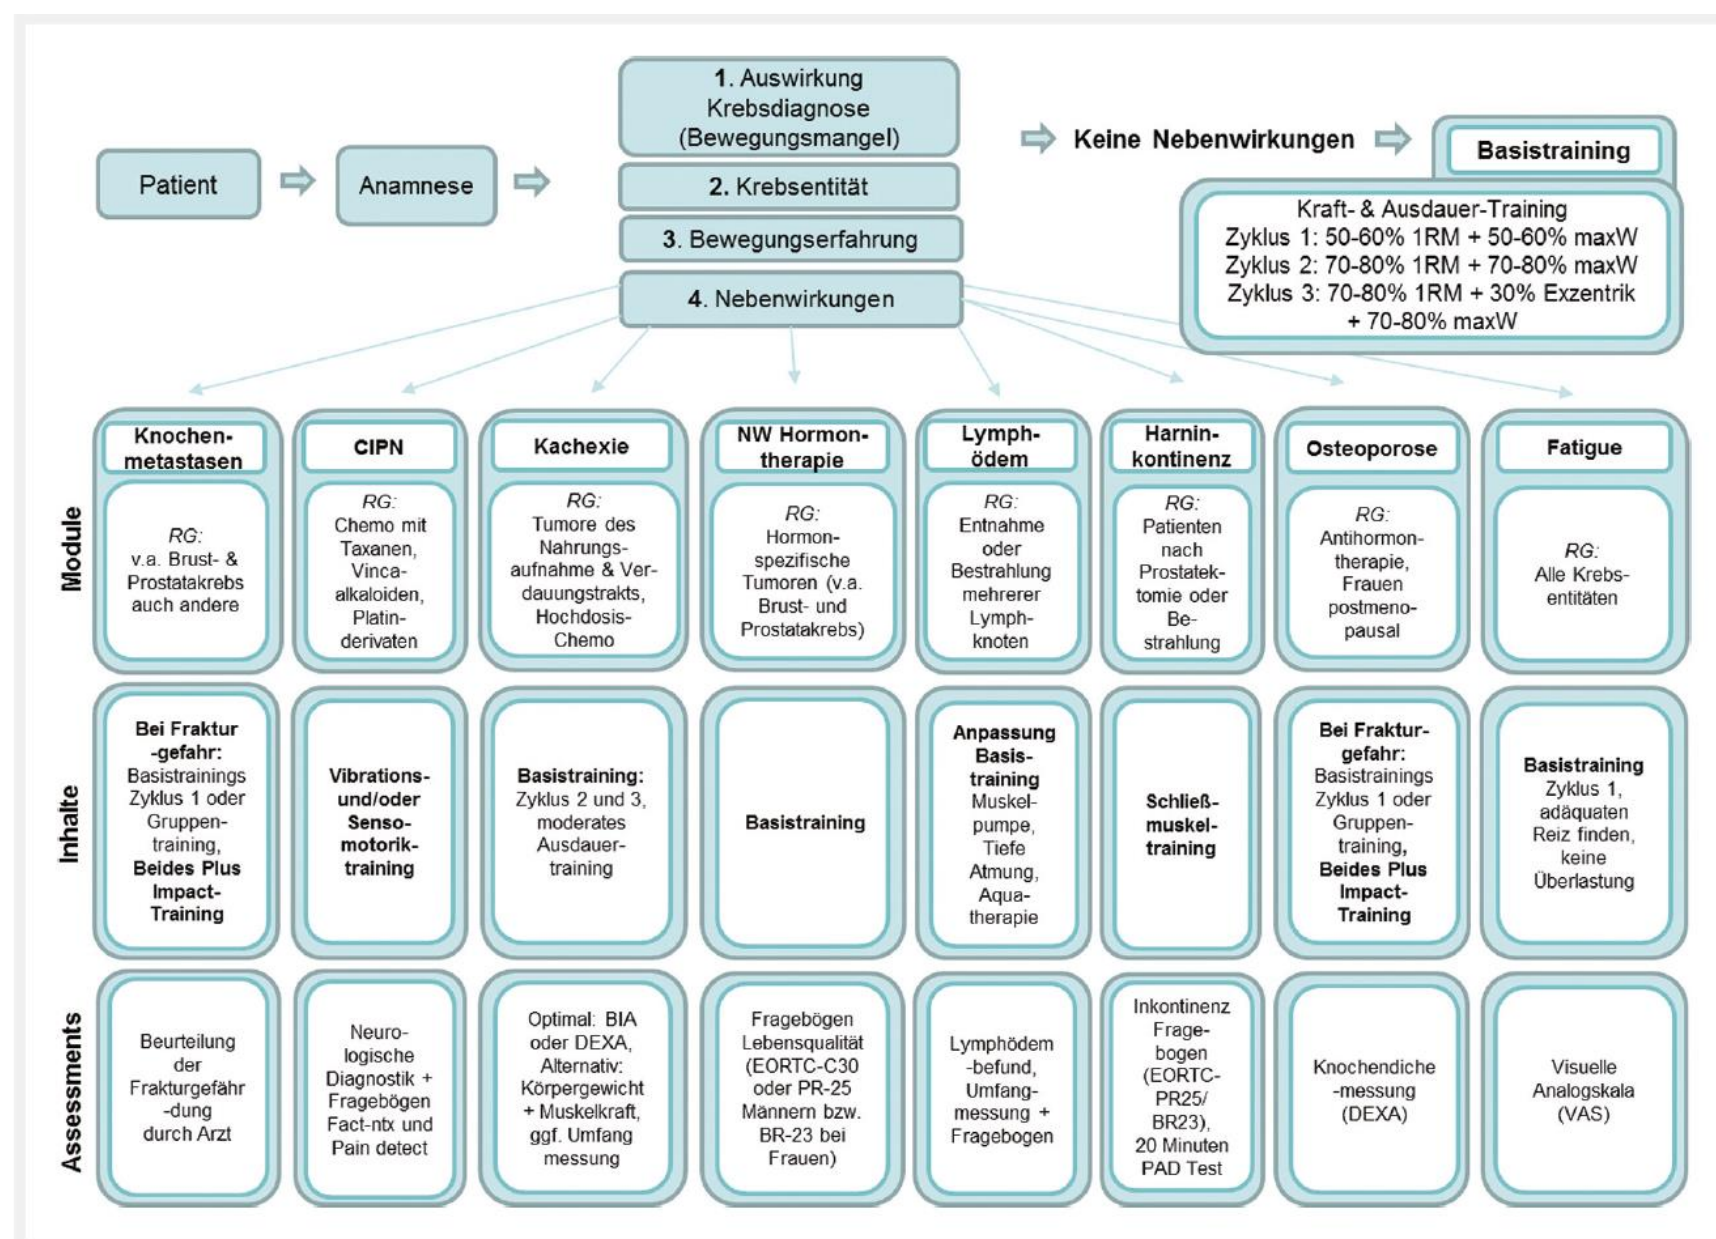 1. Auswirkung
Krebsdiagnose
(Bewegungsmangel)
Patient
Anamnese
2. Krebsentität
3. Bewegungserfahrung
4. Nebenwirkungen
Keine Nebenwirkungen
Basistraining
Kraft- & Ausdauer-Training
Zyklus 1: 50-60% 1RM + 50-60% maxW
Zyklus 2: 70-80% 1RM + 70-80% maxW
Zyklus 3: 70-80% 1RM + 30% Exzentrik
+ 70-80% maxW
Module
Knochen-
metastasen
RG:
v.a. Brust- &
Prostatakrebs
auch andere
CIPN
RG:
Chemo mit
Taxanen,
Vinca-
alkaloiden,
Platin-
derivaten
Kachexie
RG:
Tumore des
Nahrungs-
aufnahme & Ver-
dauungstrakts,
Hochdosis-
Chemo
NW Hormon-
therapie
RG:
Hormon-
spezifische
Tumoren (v.a.
Brust- und
Prostatakrebs)
Lymph-
ödem
RG:
Entnahme
oder
Bestrahlung
mehrerer
Lymph-
knoten
Harnin-
kontinenz
RG:
Patienten
nach
Prostatek-
tomie oder
Be-
strahlung
Osteoporose
RG:
Antihormon-
therapie,
Frauen
postmeno-
pausal
Fatigue
RG:
Alle Krebs-
entitäten
Inhalte
Bei Fraktur
-gefahr:
Basistrainings
Zyklus 1 oder
Gruppen-
training,
Beides Plus
Impact-
Training
Vibrations-
und/oder
Senso-
motorik-
training
Basistraining:
Zyklus 2 und 3,
moderates
Ausdauer-
training
Basistraining
Anpassung
Basis-
training
Muskel-
pumpe,
Tiefe
Atmung,
Aqua-
therapie
Schließ-
muskel-
training
Bei Fraktur-
gefahr:
Basistrainings
Zyklus 1 oder
Gruppen-
training,
Beides Plus
Impact-
Training
Basistraining
Zyklus 1,
adäquaten
Reiz finden,
keine
Überlastung
Assessments
Beurteilung
der
Frakturgefähr
-dung
durch Arzt
Neuro-
logische
Diagnostik +
Fragebögen
Fact-ntx und
Pain detect
Optimal: BIA
oder DEXA,
Alternativ:
Körpergewicht
+ Muskelkraft,
ggf. Umfang
messung
Fragebögen
Lebensqualität
(EORTC-C30
oder PR-25
Männern bzw.
BR-23 bei
Frauen)
Lymphödem
-befund,
Umfang-
messung +
Fragebogen
Inkontinenz
Frage-
bogen
(EORTC-
PR25/
BR23),
20 Minuten
PAD Test
Knochendiche
-messung
(DEXA)
Visuelle
Analogskala
(VAS)